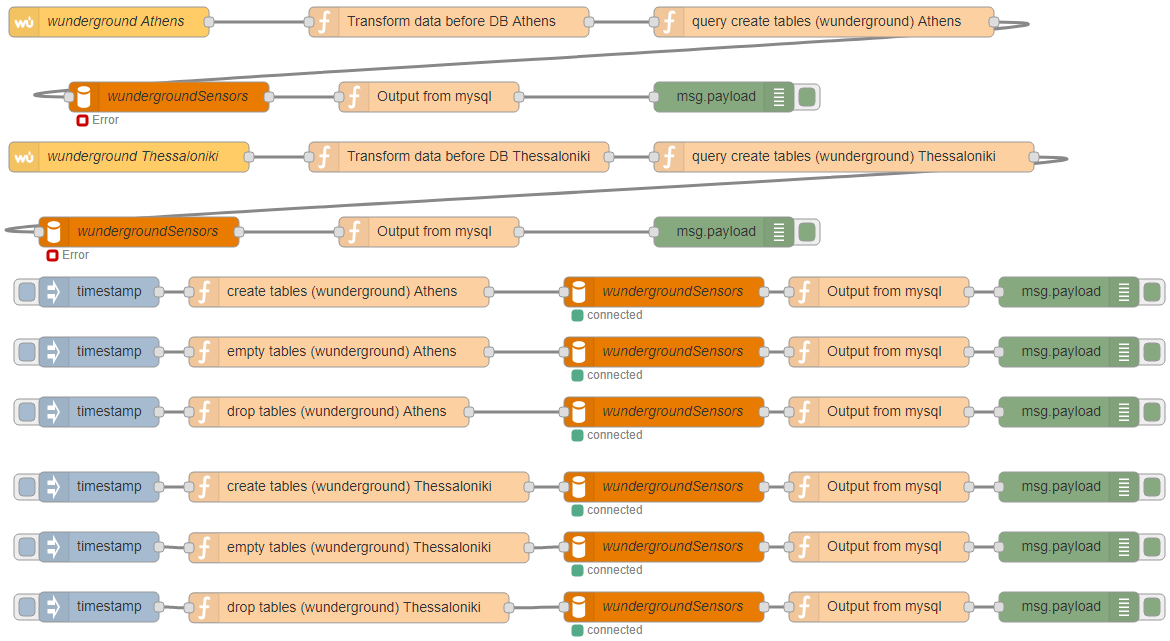 wunderground Athens
Transform data before DB Athens
query create tables (wunderground) Athens
wundergroundSensors
Output from mysql
msg.payload
Error
wunderground Thessaloniki
Transform data before DB Thessaloniki
query create tables (wunderground) Thessaloniki
wundergroundSensors
Output from mysql
msg.payload
Error
timestamp
create tables (wunderground) Athens
wundergroundSensors
Output from mysql
msg.payload
connected
timestamp
empty tables (wunderground) Athens
wundergroundSensors
Output from mysql
msg.payload
connected
timestamp
drop tables (wunderground) Athens
wundergroundSensors
Output from mysql
msg.payload
connected
timestamp
create tables (wunderground) Thessaloniki
wundergroundSensors
Output from mysql
msg.payload
connected
timestamp
empty tables (wunderground) Thessaloniki
wundergroundSensors
Output from mysql
msg.payload
connected
timestamp
drop tables (wunderground) Thessaloniki
wundergroundSensors
Output from mysql
msg.payload
connected